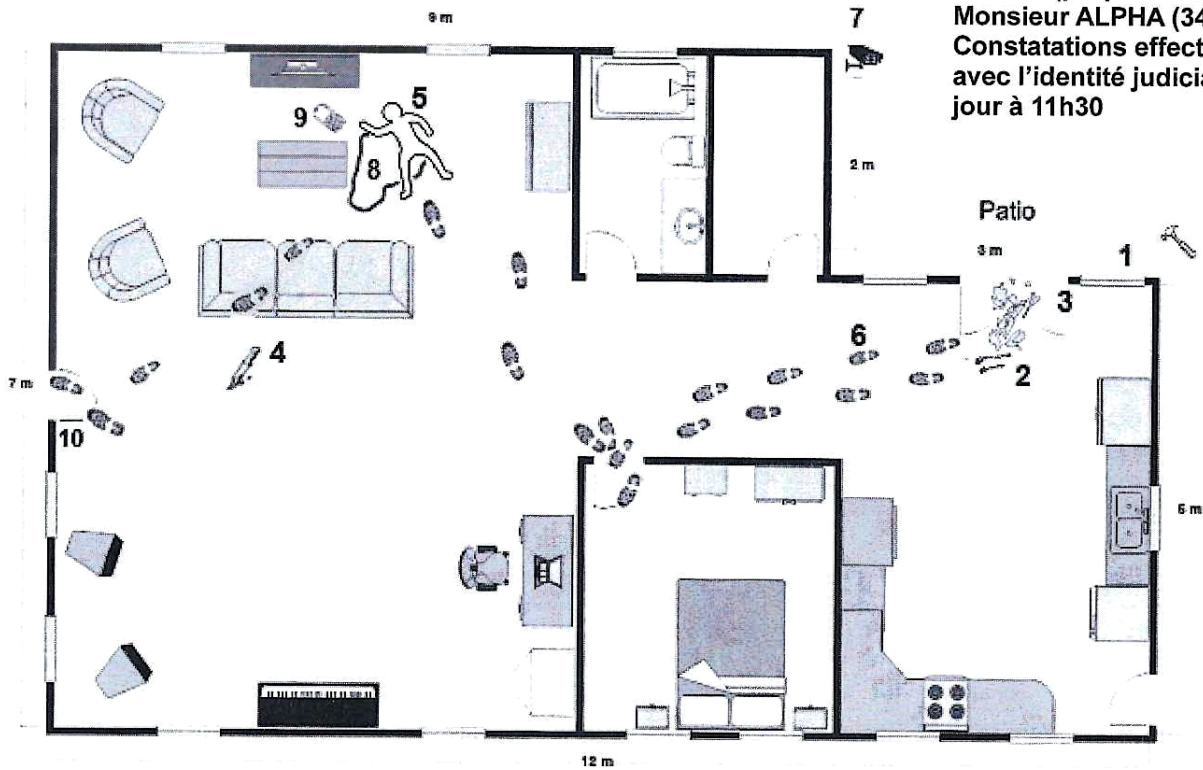 9 m
7
Monsieur ALPHA (34
Constatations effect
avec l'identité judicia
jour à 11h30
5
9
8
2 m
Patio
3 m
1
3
6
4
2
7 m
10
5 m
12 m